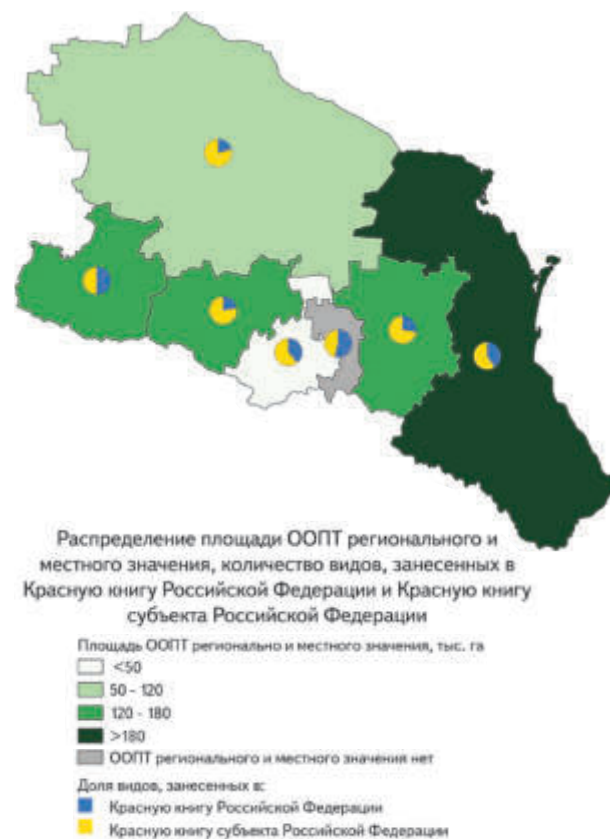 Распределение площади ООПТ регионального и
местного значения, количество видов, занесенных в
Красную книгу Российской Федерации и Красную книгу
субъекта Российской Федерации
Площадь ООПТ регионально и местного значения, тыс. га
<50
50 - 120
120 - 180
>180
ООПТ регионального и местного значения нет
Доля видов, занесенных в:
Красную книгу Российской Федерации
Красную книгу субъекта Российской Федерации